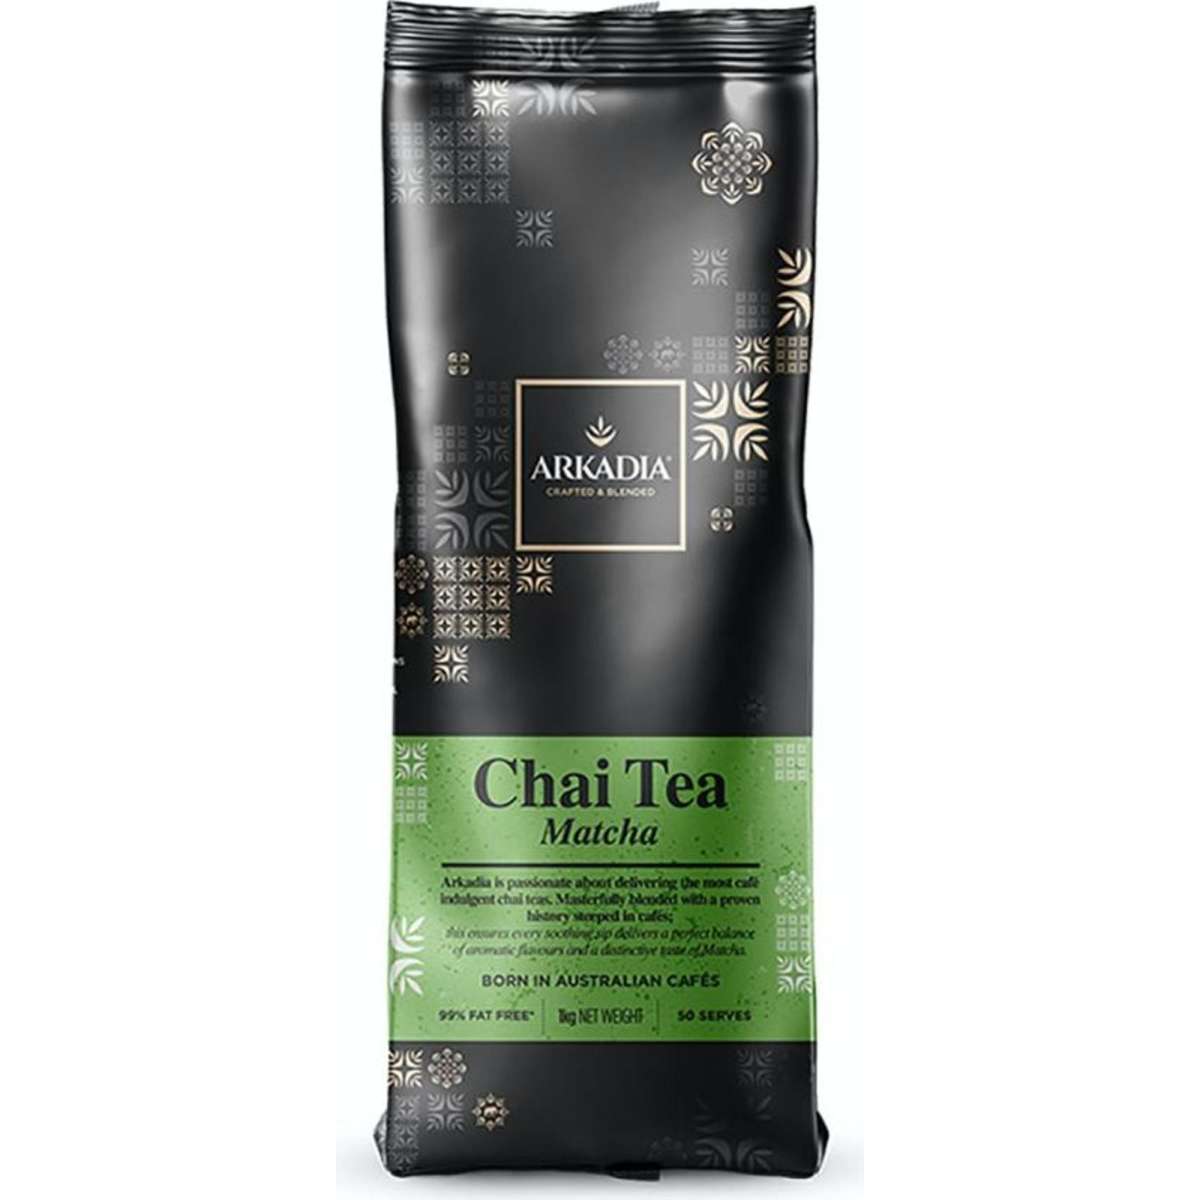 ARKADIA®
CRAFTED & BLENDED
Chai Tea
Matcha
Arkadia is passionate about delivering the most café
indulgent chai teas. Masterfully blended with a proven
history steeped in cafés;
this ensures every soothing sip delivers a perfect balance
of aromatic flavours and a distinctive taste of Matcha.
BORN IN AUSTRALIAN CAFÉS
99% FAT FREE*
1kg NET WEIGHT
50 SERVES